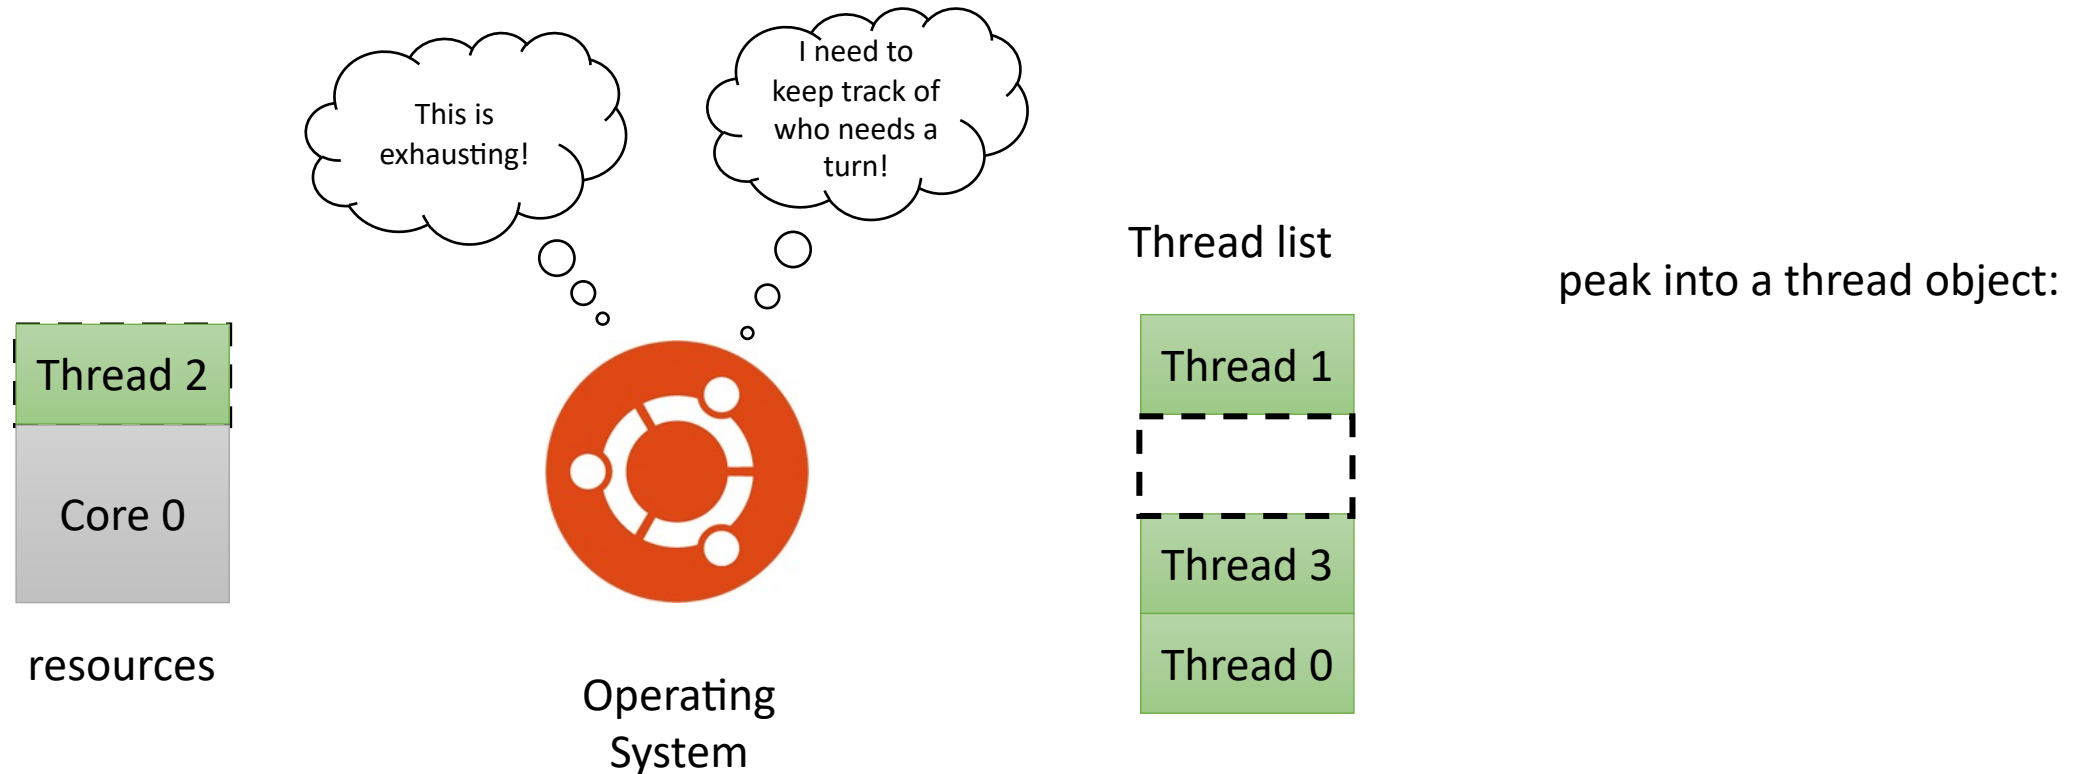 This is
exhausting!
I need to
keep track of
who needs a
turn!
Thread list
peak into a thread object:
Thread 2
Core 0
resources
Operating
System
Thread 1
Thread 3
Thread 0